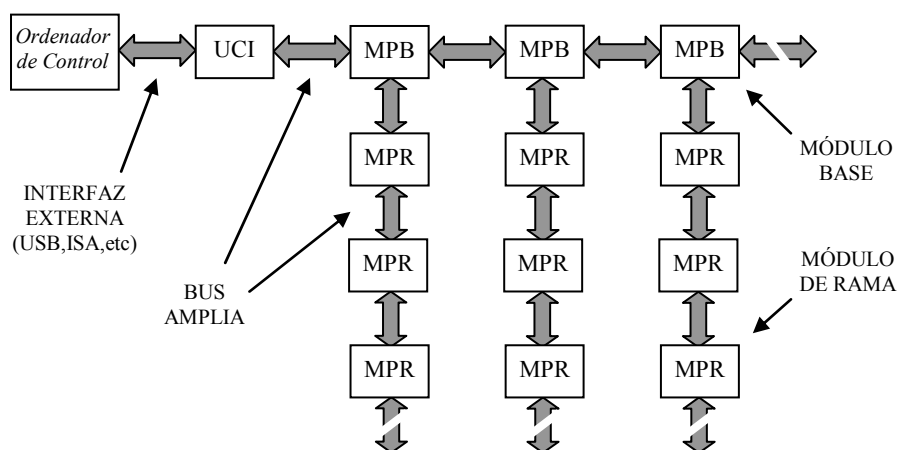 Ordenador
de Control
UCI
MPB
MPB
MPB
MPR
MPR
MPR
MÓDULO
BASE
INTERFAZ
EXTERNA
(USB,ISA,etc)
MPR
MPR
MPR
MÓDULO
DE RAMA
BUS
AMPLIA
MPR
MPR
MPR